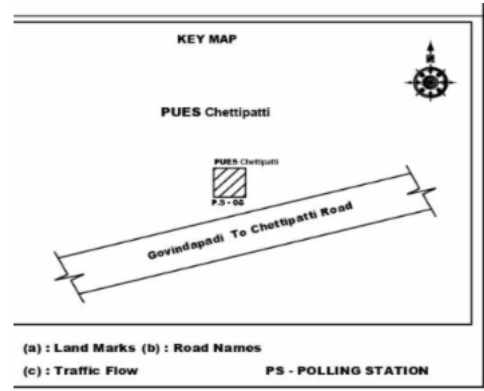 KEY MAP
N
PUES Chettipatti
PUES Chettipatti
P.S - 08
Govindapadi To Chettipatti Road
(a) : Land Marks (b) : Road Names
(c) : Traffic Flow PS - POLLING STATION